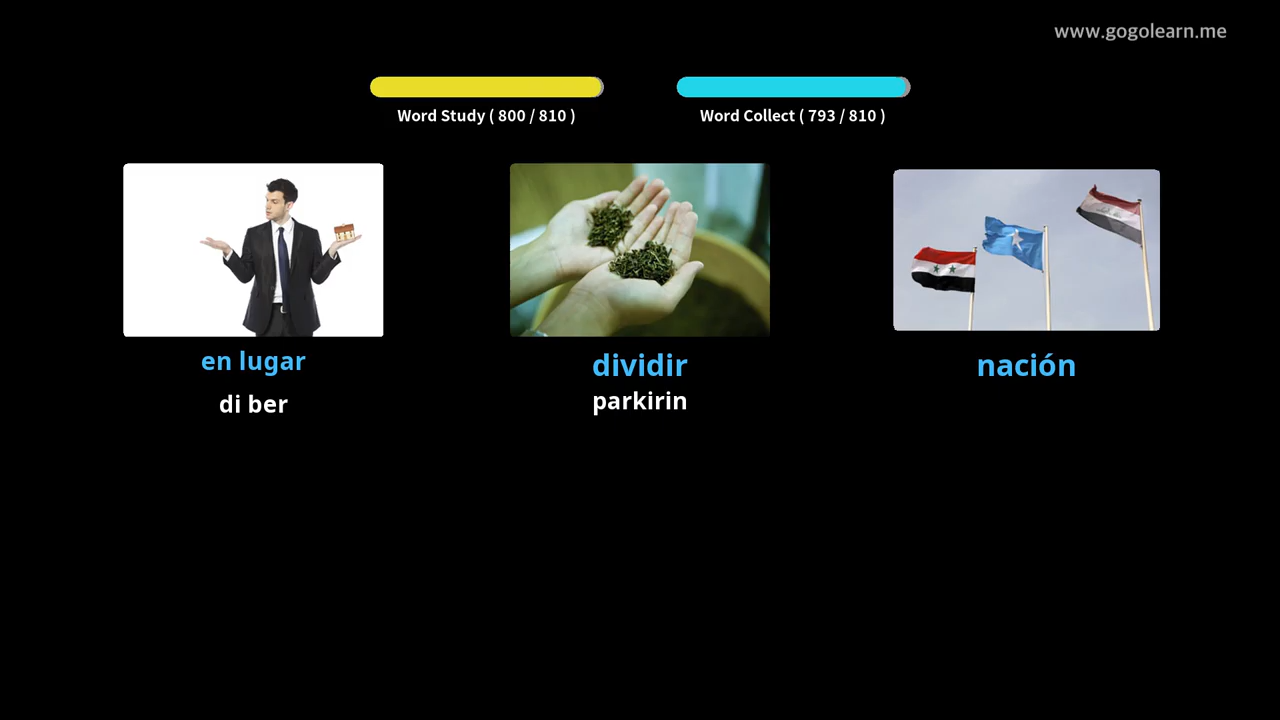 www.gogolearn.me
Word Study ( 800 / 810 )
Word Collect ( 793 / 810 )
en lugar
di ber
dividir
parkirin
nación